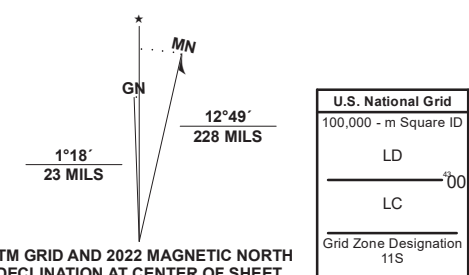 ★
MN
GN
12°49´
228 MILS
1°18´
23 MILS
TM GRID AND 2022 MAGNETIC NORTH
DECLINATION AT CENTER OF SHEET
U.S. National Grid
100,000 - m Square ID
LD
4300
LC
Grid Zone Designation
11S